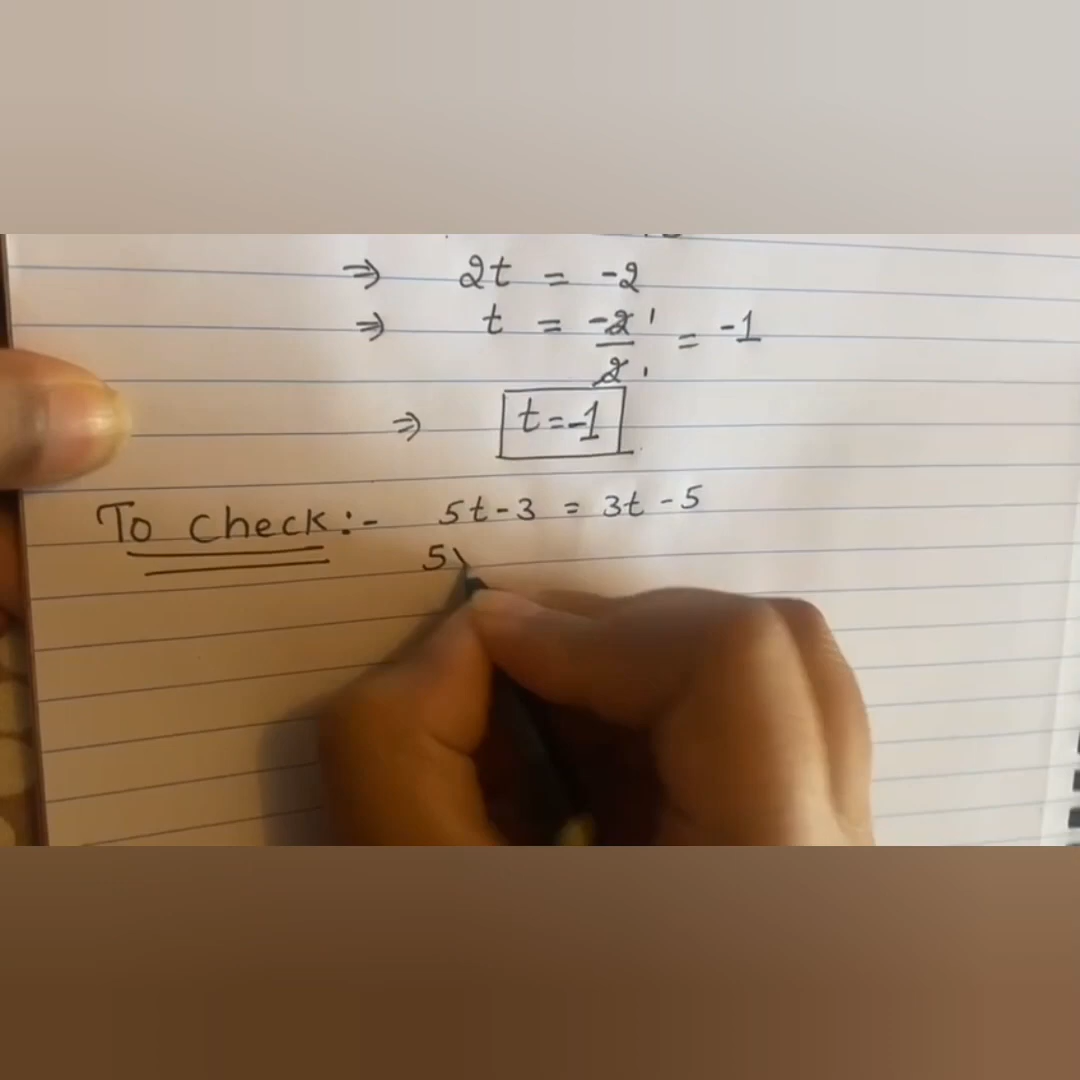 ⇒ 2t = -2
⇒ t = -2/2 = -1
⇒ t = -1
To check:- 5t - 3 = 3t - 5
5